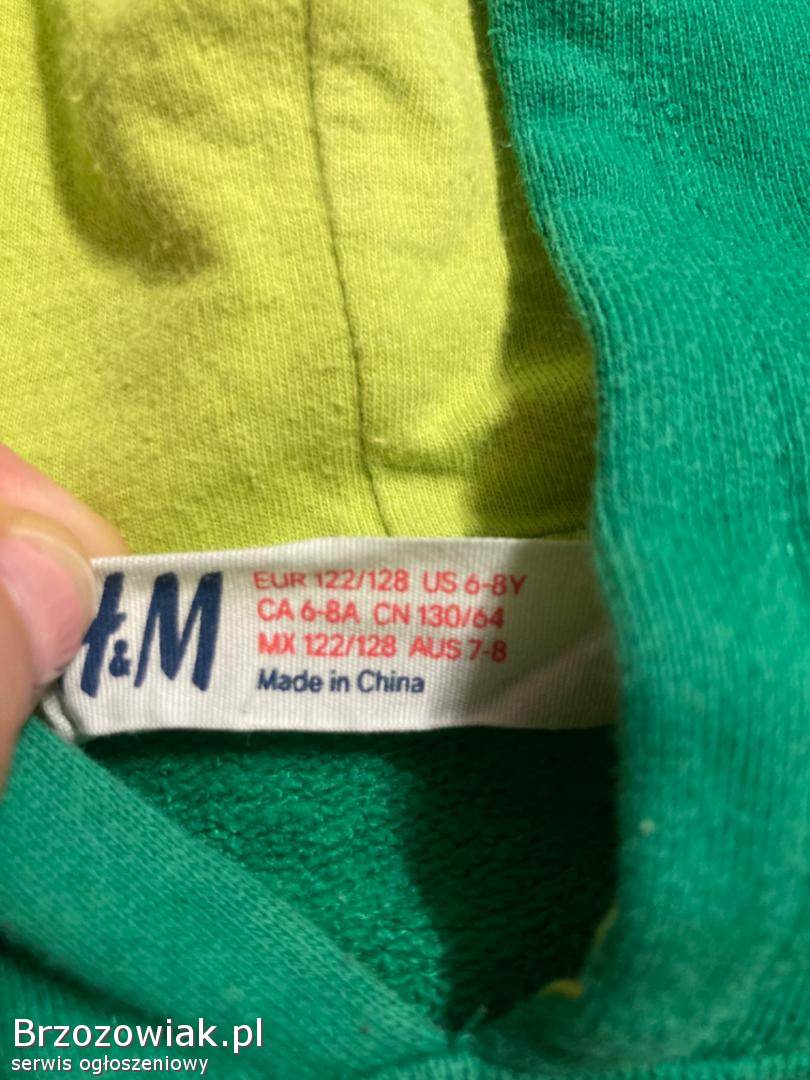 H&M
EUR 122/128 US 6-8Y
CA 6-8A CN 130/64
MX 122/128 AUS 7-8
Made in China
Brzozowiak.pl
serwis ogłoszeniowy